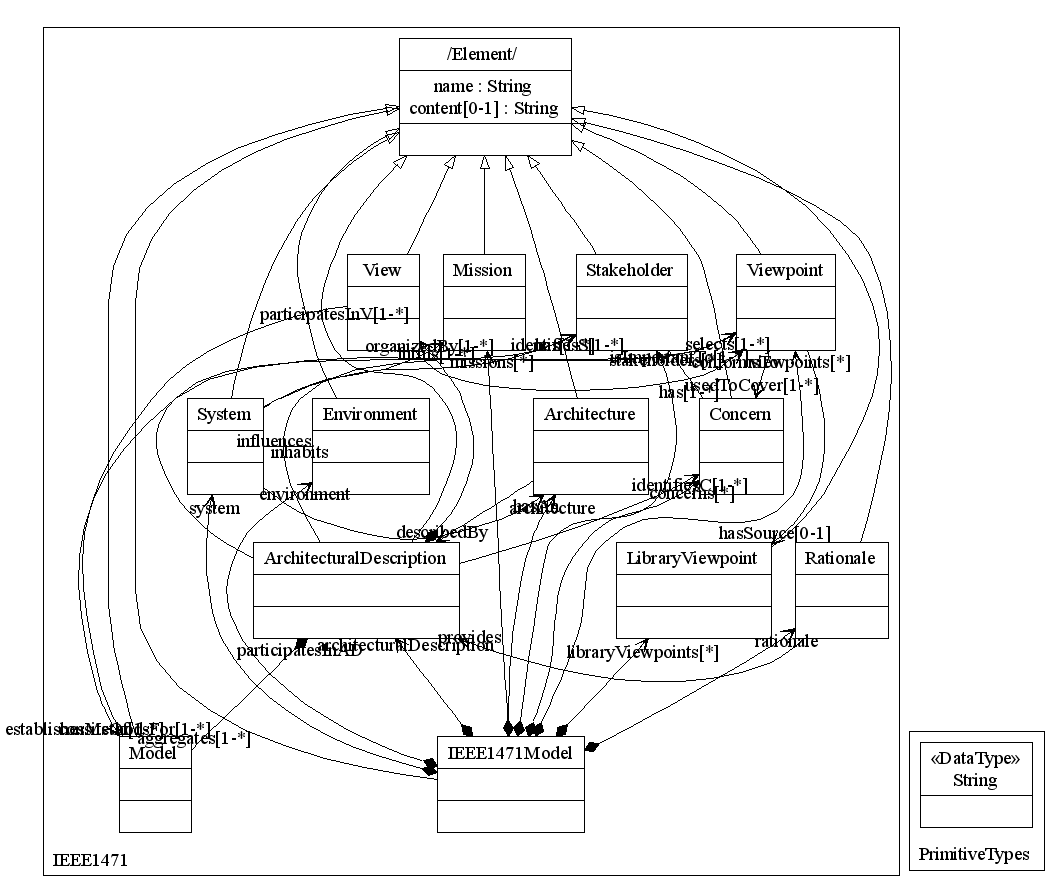 /Element/
name : String
content[0-1] : String
View
Mission
Stakeholder
Viewpoint
participatesInV[1-*]
organizedBy[1-*]
selects[1-*]
missions[*]
viewpoints[*]
usedToCover[1-*]
has[1-*]
System
Environment
Architecture
Concern
influences
inhabits
identifiesC[1-*]
concerns[*]
environment
system
architecture
describedBy
hasSource[0-1]
ArchitecturalDescription
LibraryViewpoint
Rationale
provides
rationale
architecturalDescription
participatesInAD
libraryViewpoints[*]
aggregates[1-*]
Model
IEEE1471Model
«DataType»
String
PrimitiveTypes
IEEE1471